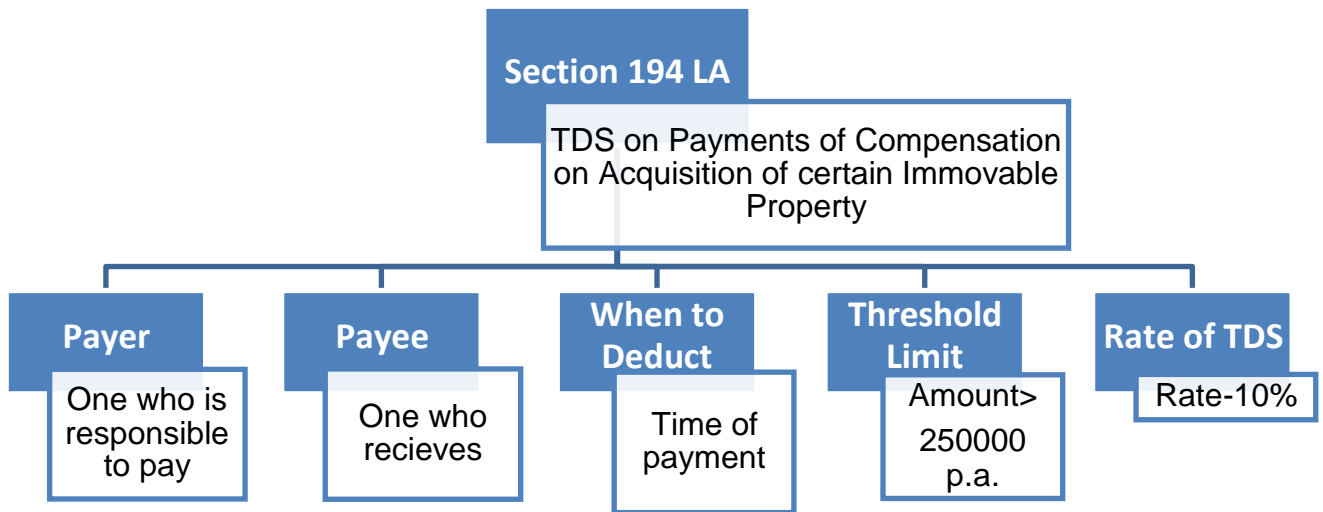 Section 194 LA
TDS on Payments of Compensation
on Acquisition of certain Immovable
Property
Payer
One who is
responsible
to pay
Payee
One who
recieves
When to
Deduct
Time of
payment
Threshold
Limit
Amount>
250000
p.a.
Rate of TDS
Rate-10%